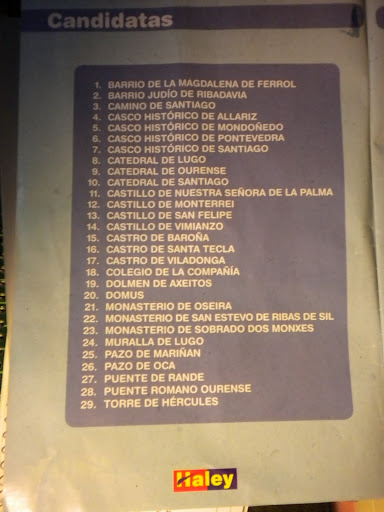 Candidatas
1. BARRIO DE LA MAGDALENA DE FERROL
2. BARRIO JUDÍO DE RIBADAVIA
3. CAMINO DE SANTIAGO
4. CASCO HISTÓRICO DE ALLARIZ
5. CASCO HISTÓRICO DE MONDOÑEDO
6. CASCO HISTÓRICO DE PONTEVEDRA
7. CASCO HISTÓRICO DE SANTIAGO
8. CATEDRAL DE LUGO
9. CATEDRAL DE OURENSE
10. CATEDRAL DE SANTIAGO
11. CASTILLO DE NUESTRA SEÑORA DE LA PALMA
12. CASTILLO DE MONTERREI
13. CASTILLO DE SAN FELIPE
14. CASTILLO DE VIMIANZO
15. CASTRO DE BAROÑA
16. CASTRO DE SANTA TECLA
17. CASTRO DE VILADONGA
18. COLEGIO DE LA COMPAÑÍA
19. DOLMEN DE AXEITOS
20. DOMUS
21. MONASTERIO DE OSEIRA
22. MONASTERIO DE SAN ESTEVO DE RIBAS DE SIL
23. MONASTERIO DE SOBRADO DOS MONXES
24. MURALLA DE LUGO
25. PAZO DE MARIÑAN
26. PAZO DE OCA
27. PUENTE DE RANDE
28. PUENTE ROMANO OURENSE
29. TORRE DE HÉRCULES
Haley